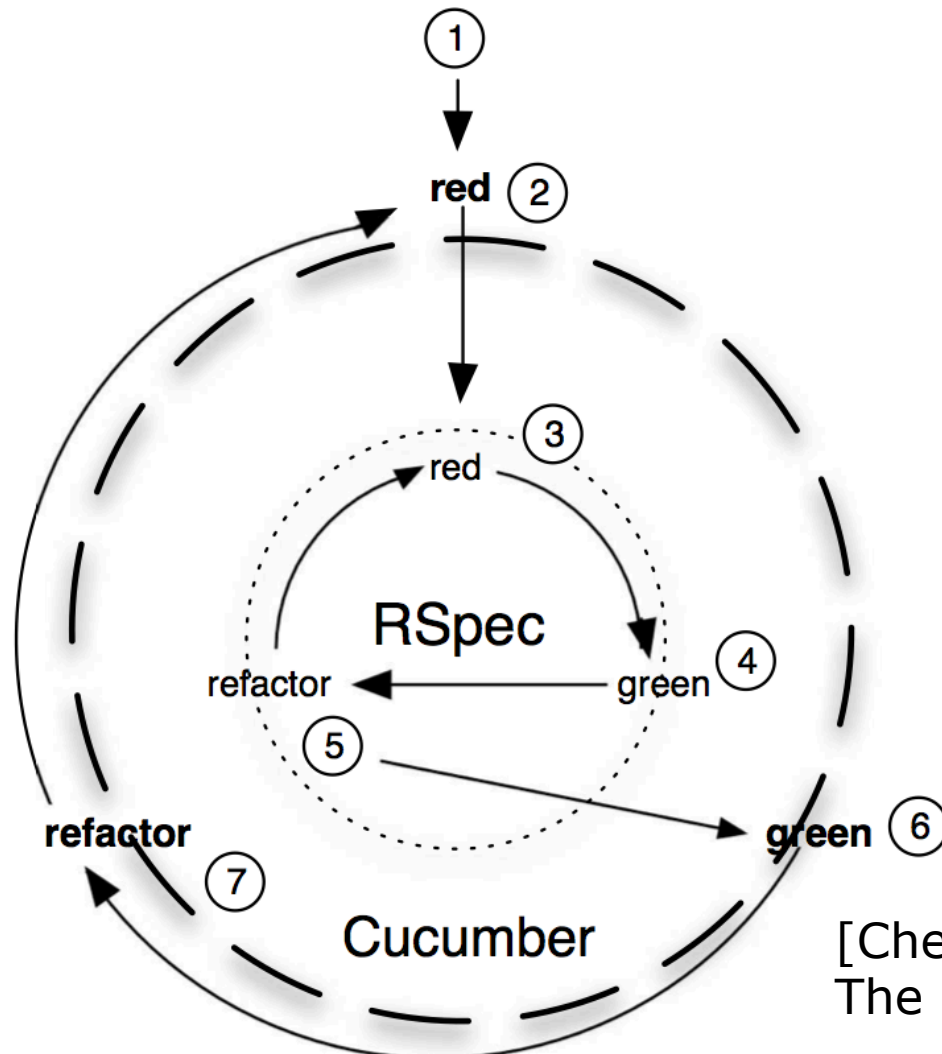 1
red 2
3
red
RSpec
refactor green 4
5
refactor green 6
7
Cucumber
[Che
The